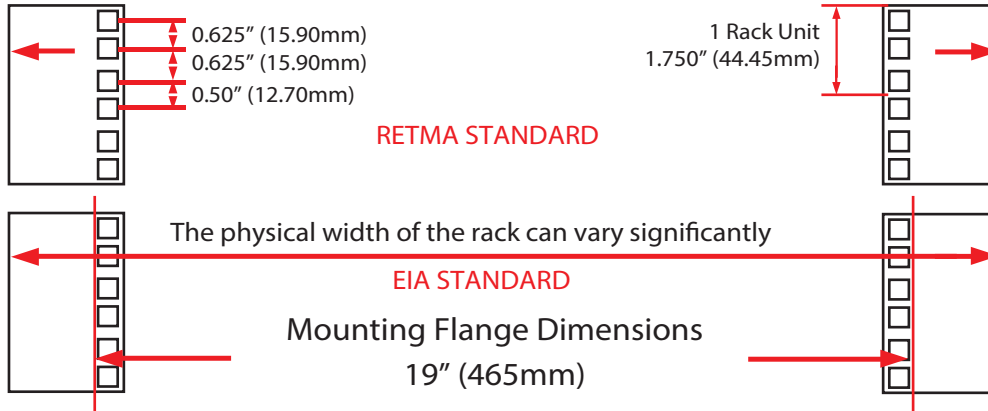 0.625” (15.90mm)
0.625” (15.90mm)
0.50” (12.70mm)
1 Rack Unit
1.750” (44.45mm)
RETMA STANDARD
The physical width of the rack can vary significantly
EIA STANDARD
Mounting Flange Dimensions
19” (465mm)